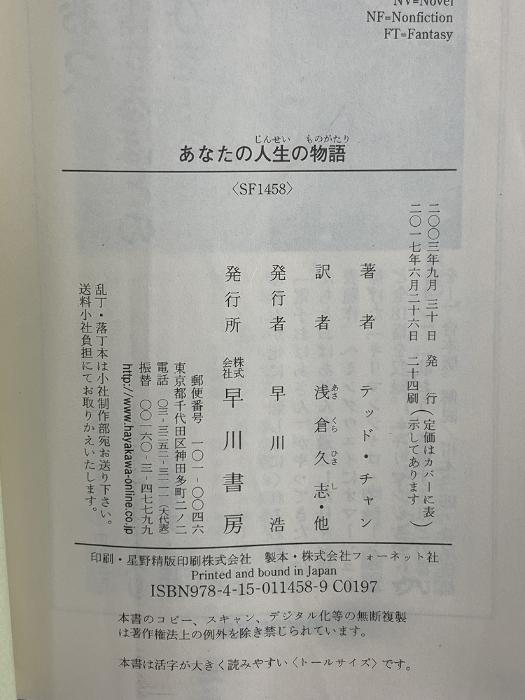 NV=Novel
NF=Nonfiction
FT=Fantasy
じんせい ものがたり
あなたの人生の物語
〈SF1458〉
二〇〇三年九月三十日 発行
二〇一七年六月二十六日 二十四刷
(定価はカバーに表
示してあります)
著者 テッド・チャン
訳者 浅倉久志・他
あさ くら ひさ し
発行者 早川浩
発行所 株式会社 早川書房
郵便番号 一〇一-〇〇四六
東京都千代田区神田多町二ノ二
電話 〇三-三二五二-三一一一(大代表)
振替 〇〇一六〇-三-四七七九九
http://www.hayakawa-online.co.jp
乱丁・落丁本は小社制作部宛お送り下さい。
送料小社負担にてお取りかえいたします。
印刷・星野精版印刷株式会社 製本・株式会社フォーネット社
Printed and bound in Japan
ISBN978-4-15-011458-9 C0197
本書のコピー、スキャン、デジタル化等の無断複製
は著作権法上の例外を除き禁じられています。
本書は活字が大きく読みやすい〈トールサイズ〉です。